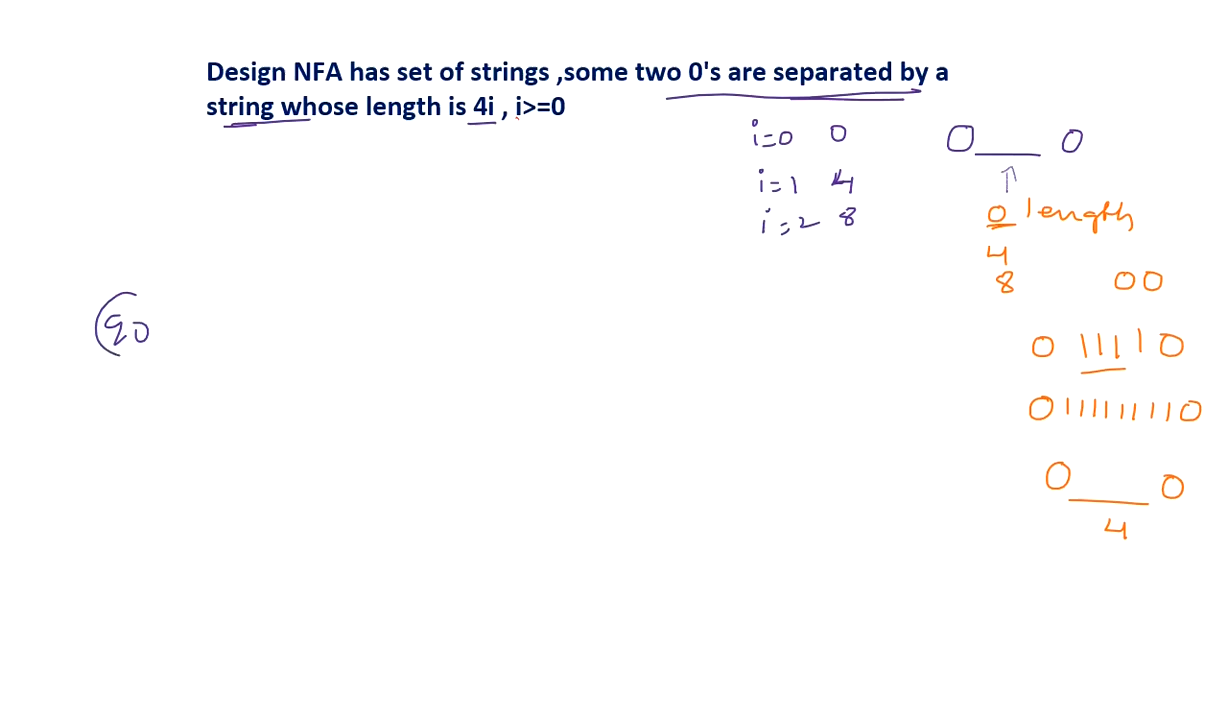 Design NFA has set of strings ,some two 0's are separated by a
string whose length is 4i , i>=0
i=0 0
0 ___ 0
i=1 4
i=2 8
0 length
4
8
00
q0
0 1111 0
0 11111111 0
0 ___ 0
4